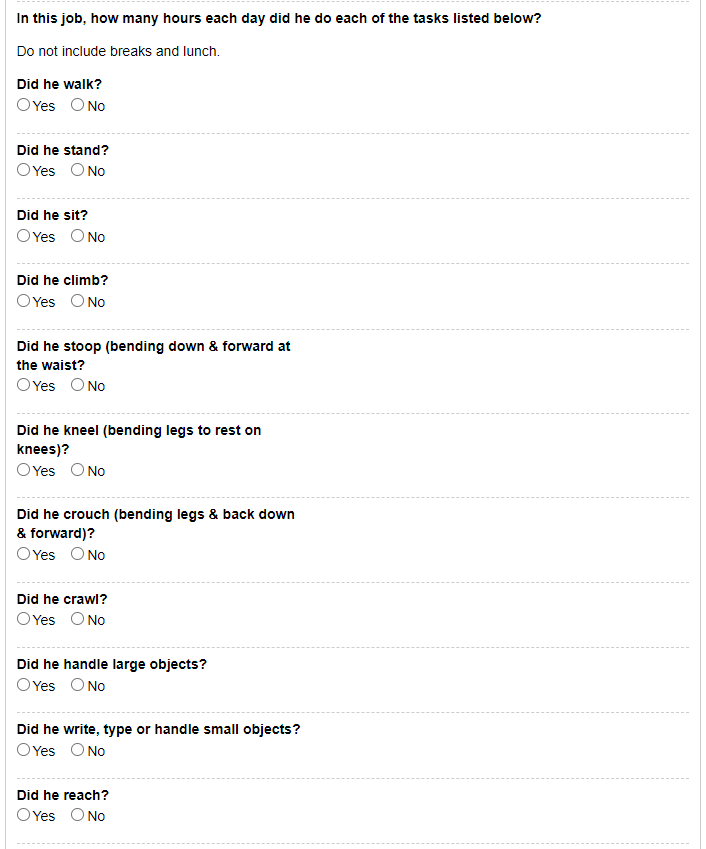 In this job, how many hours each day did he do each of the tasks listed below?
Do not include breaks and lunch.
Did he walk?
Yes No
Did he stand?
Yes No
Did he sit?
Yes No
Did he climb?
Yes No
Did he stoop (bending down & forward at
the waist?
Yes No
Did he kneel (bending legs to rest on
knees)?
Yes No
Did he crouch (bending legs & back down
& forward)?
Yes No
Did he crawl?
Yes No
Did he handle large objects?
Yes No
Did he write, type or handle small objects?
Yes No
Did he reach?
Yes No